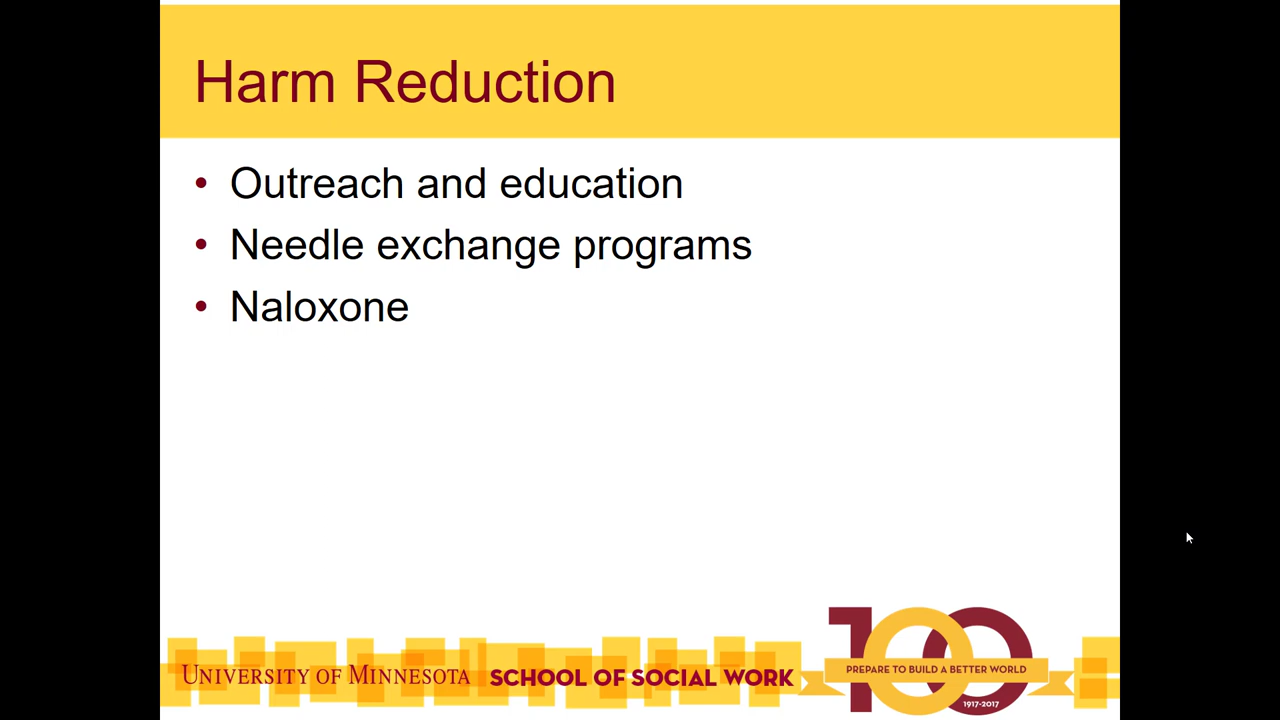 Harm Reduction
• Outreach and education
• Needle exchange programs
• Naloxone
UNIVERSITY OF MINNESOTA SCHOOL OF SOCIAL WORK
100
PREPARE TO BUILD A BETTER WORLD
1917-2017